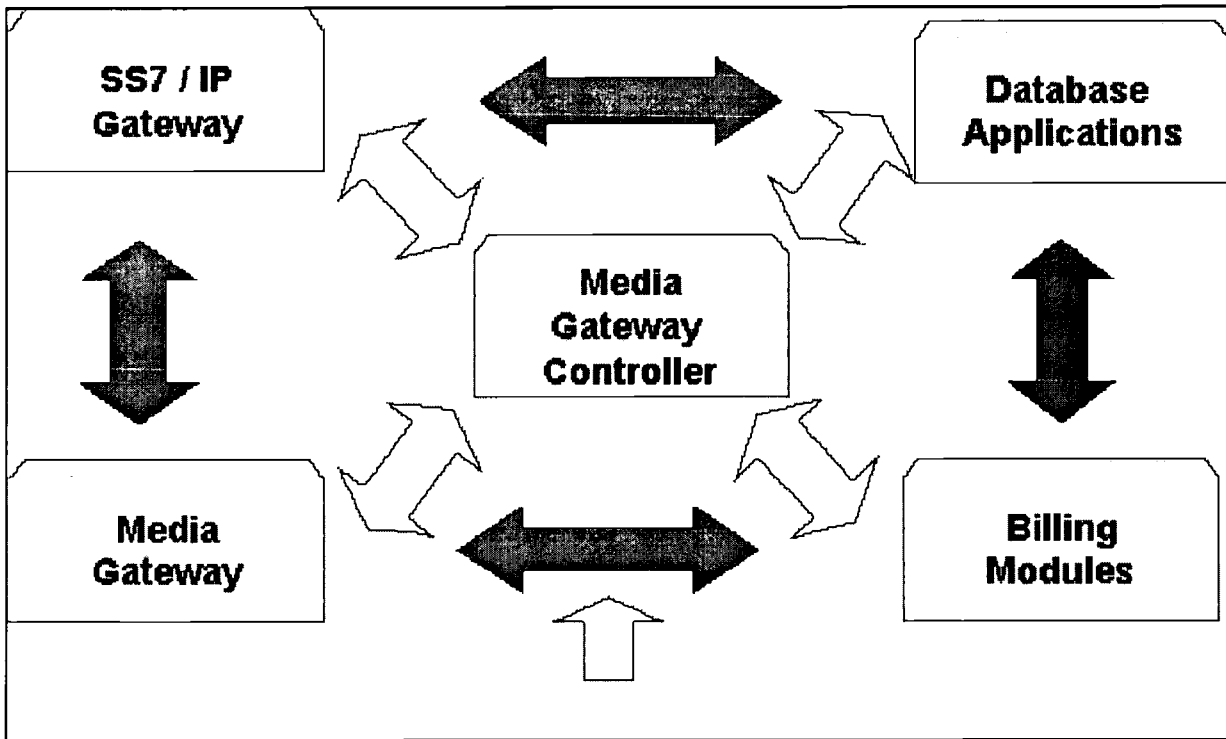 SS7 / IP
Gateway
Database
Applications
Media
Gateway
Controller
Media
Gateway
Billing
Modules